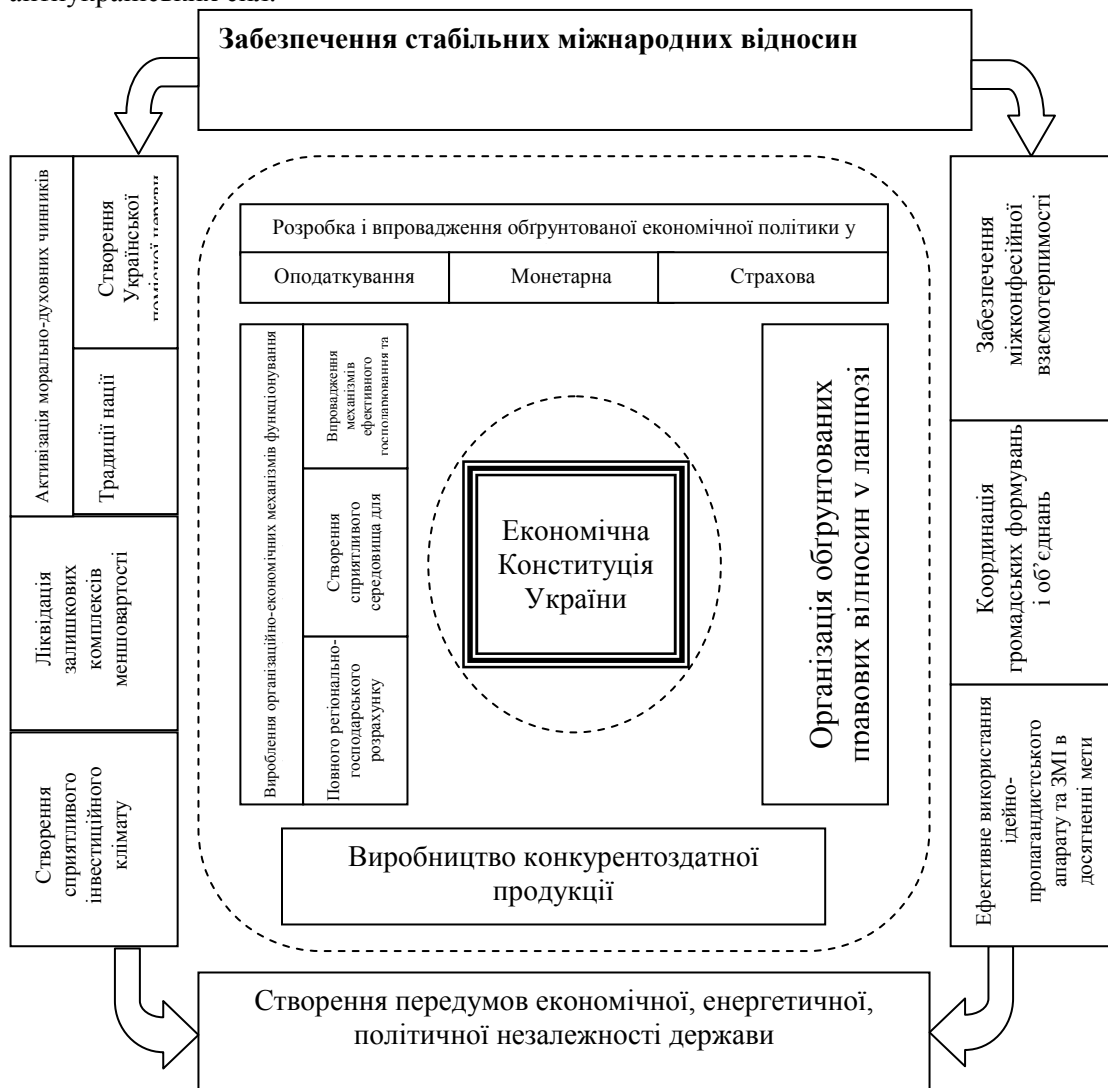 Забезпечення стабільних міжнародних відносин
Активізація морально-духовних чинників
Створення
Української
помісної церкви
Традиції нації
Ліквідація
залишкових
комплексів
меншовартості
Створення
сприятливого
інвестиційного
клімату
Розробка і впровадження обґрунтованої економічної політики у
Оподаткування
Монетарна
Страхова
Вироблення організаційно-економічних механізмів функціонування
Впровадження
механізмів
ефективного
господарювання та
Створення
сприятливого
середовища для
Повного регіонально-
господарського
розрахунку
Економічна
Конституція
України
Організація обґрунтованих
правових відносин у ланцюзі
Виробництво конкурентоздатної
продукції
Забезпечення
міжконфесійної
взаємотерпимості
Координація
громадських формувань
і об’єднань
Ефективне використання
ідейно-
пропагандистського
апарату та ЗМІ в
досягненні мети
Створення передумов економічної, енергетичної,
політичної незалежності держави